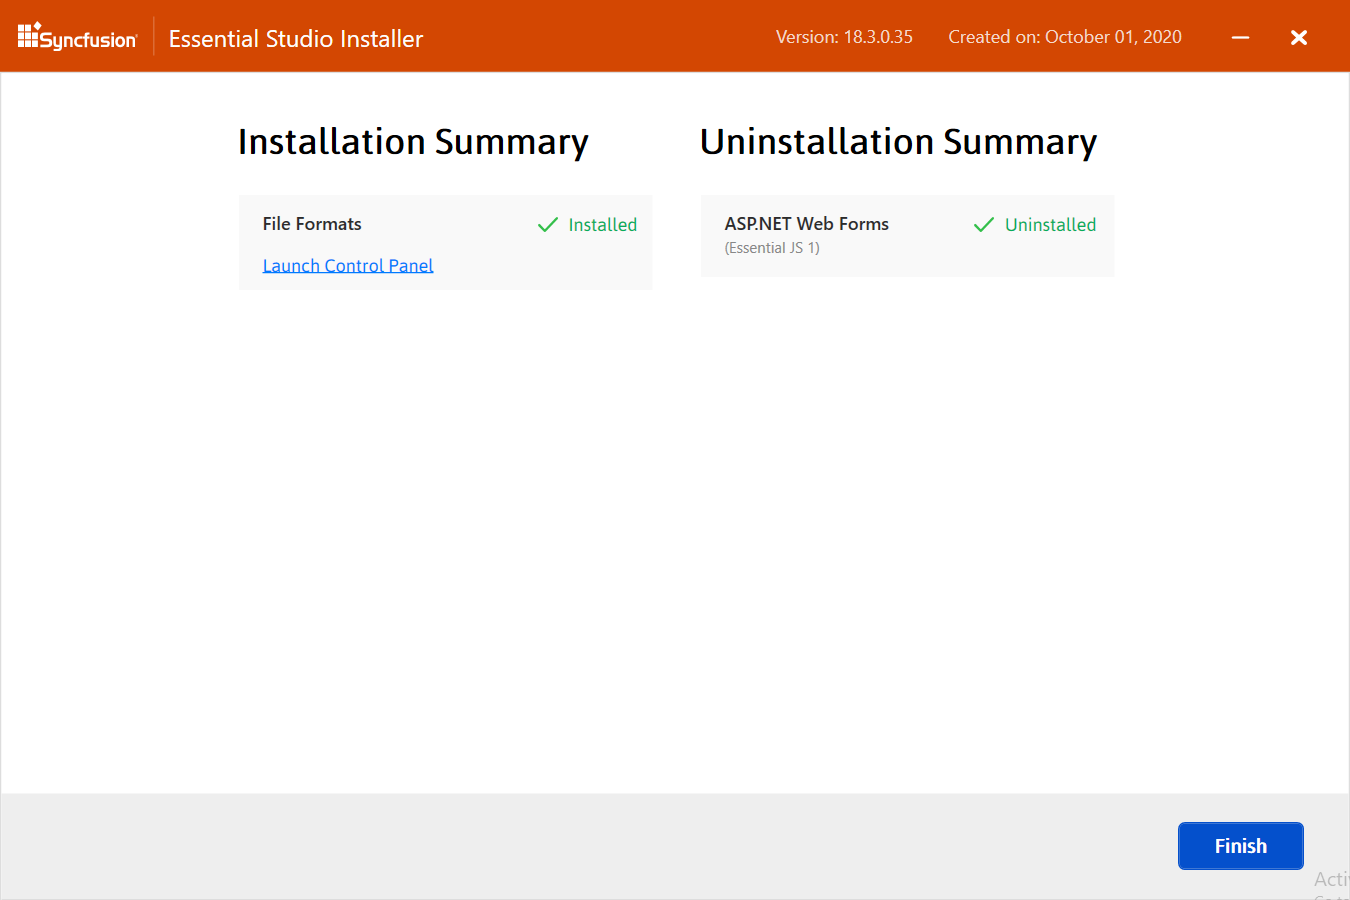 Syncfusion
Essential Studio Installer
Version: 18.3.0.35
Created on: October 01, 2020
Installation Summary
File Formats
Installed
Launch Control Panel
Uninstallation Summary
ASP.NET Web Forms
Uninstalled
(Essential JS 1)
Finish
Activ